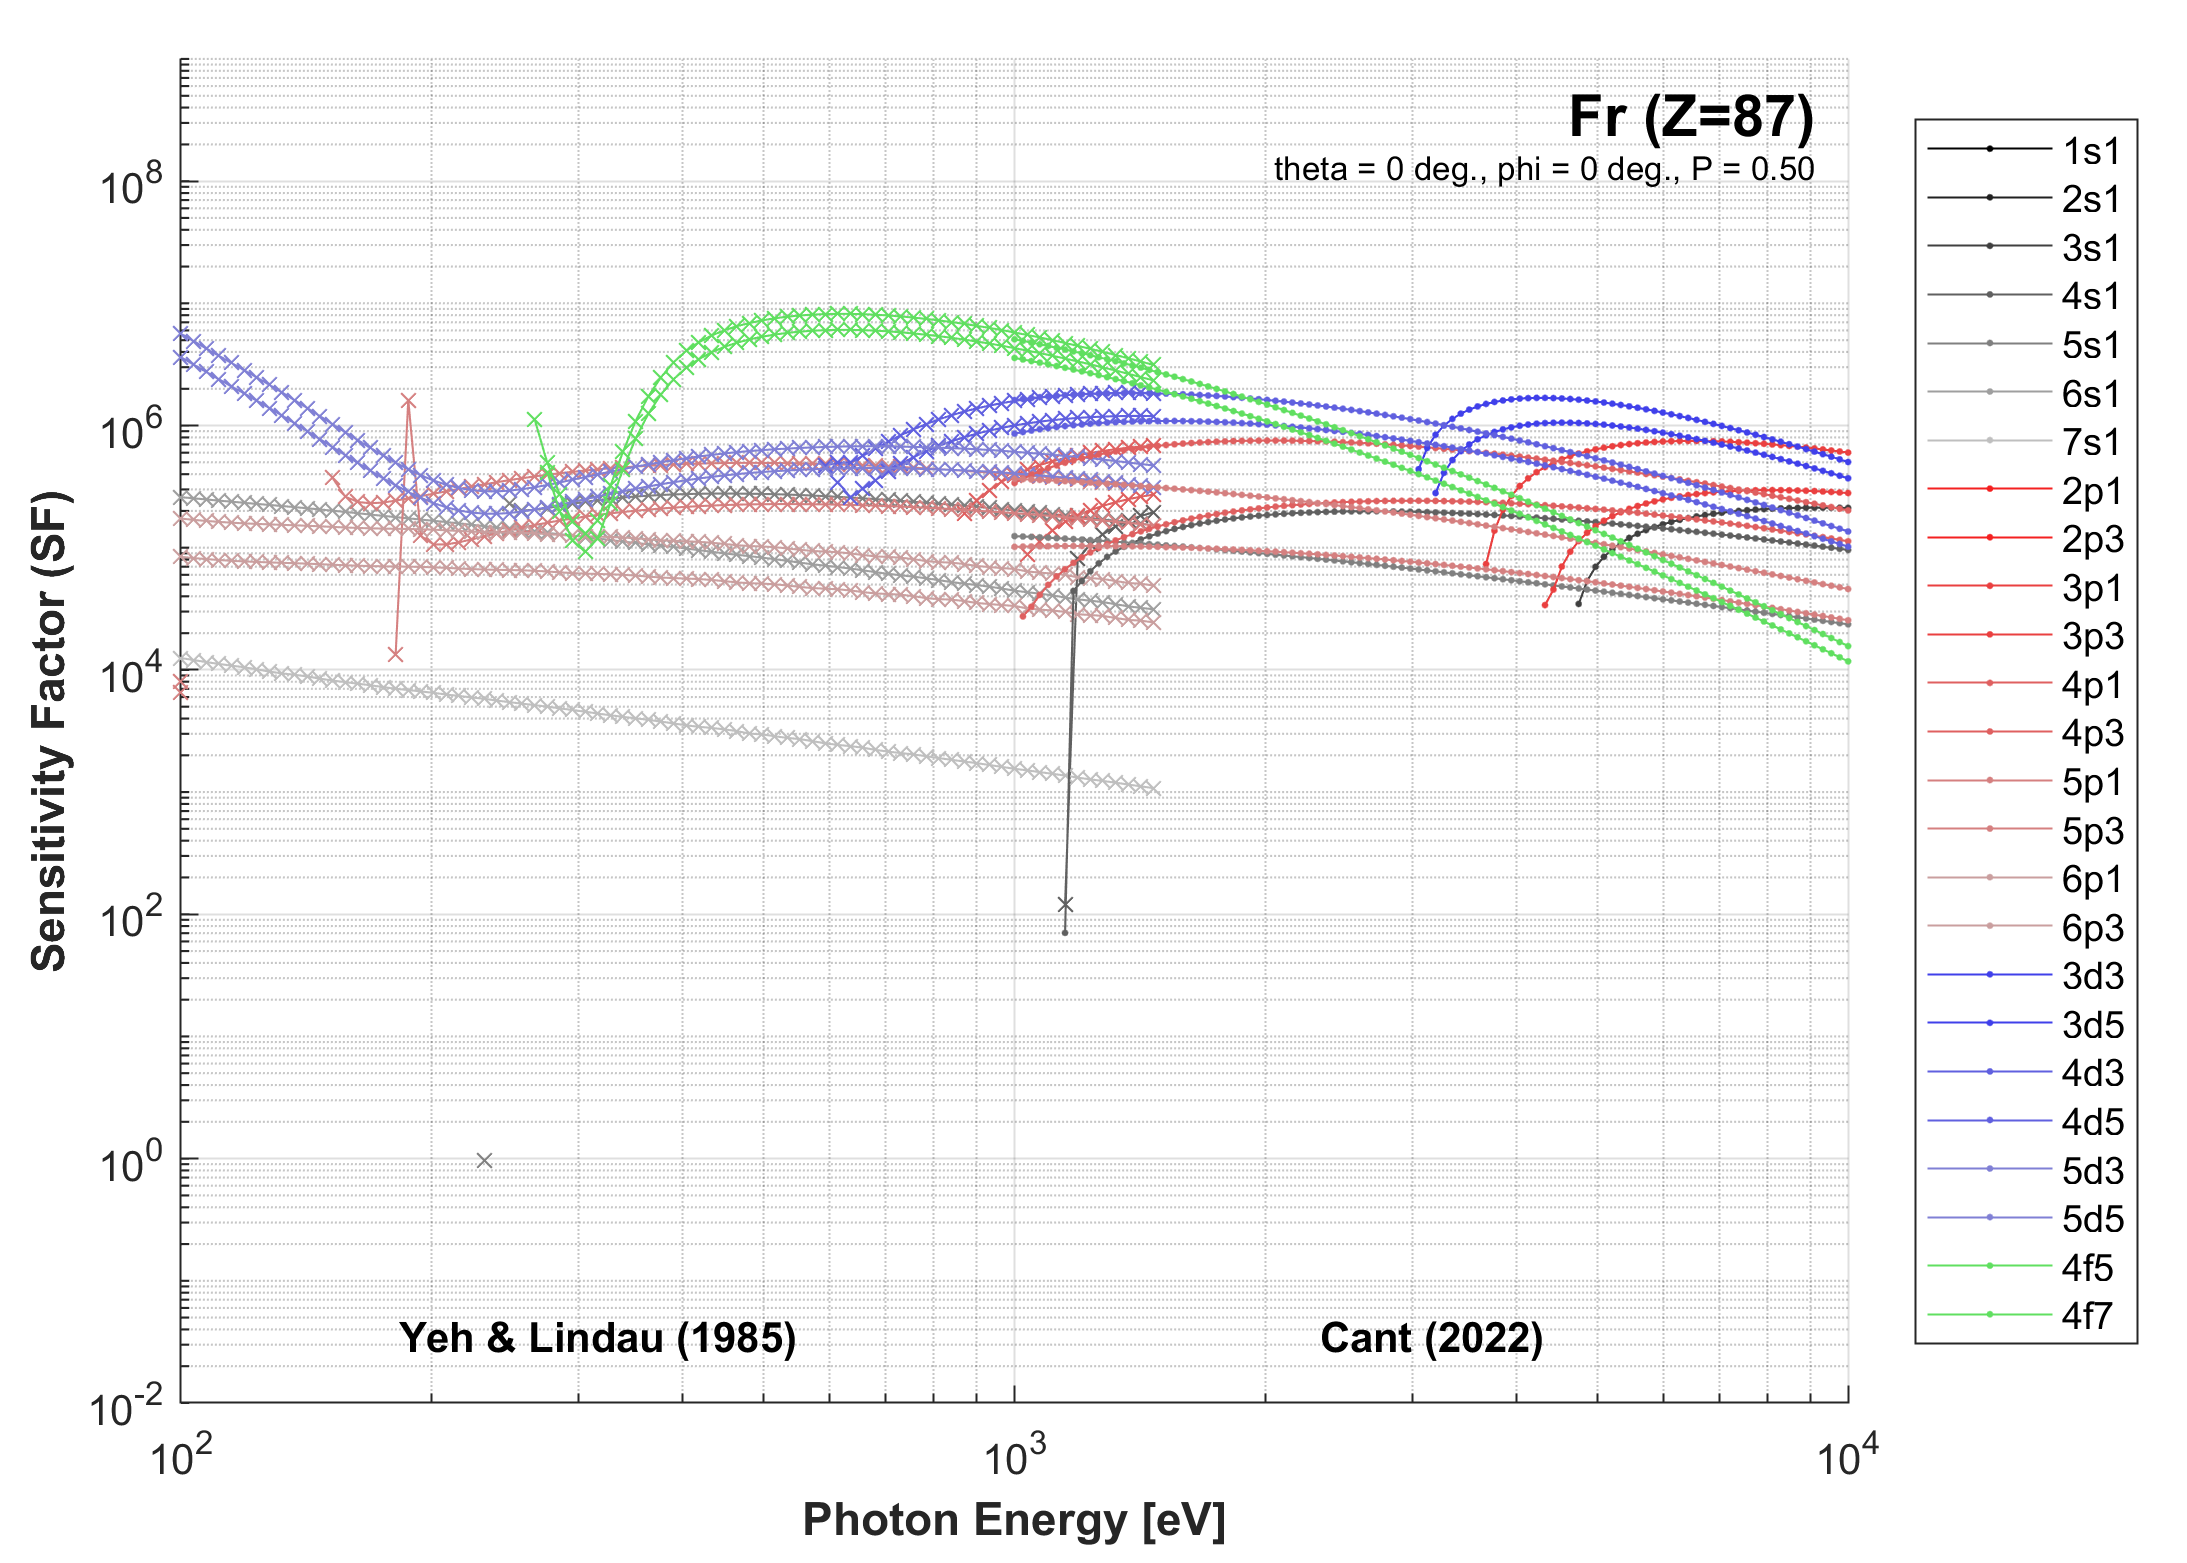 Fr (Z=87)
theta = 0 deg., phi = 0 deg., P = 0.50
10^8
10^6
10^4
10^2
10^0
10^-2
Sensitivity Factor (SF)
Yeh & Lindau (1985)
Cant (2022)
10^2
10^3
10^4
Photon Energy [eV]
1s1
2s1
3s1
4s1
5s1
6s1
7s1
2p1
2p3
3p1
3p3
4p1
4p3
5p1
5p3
6p1
6p3
3d3
3d5
4d3
4d5
5d3
5d5
4f5
4f7